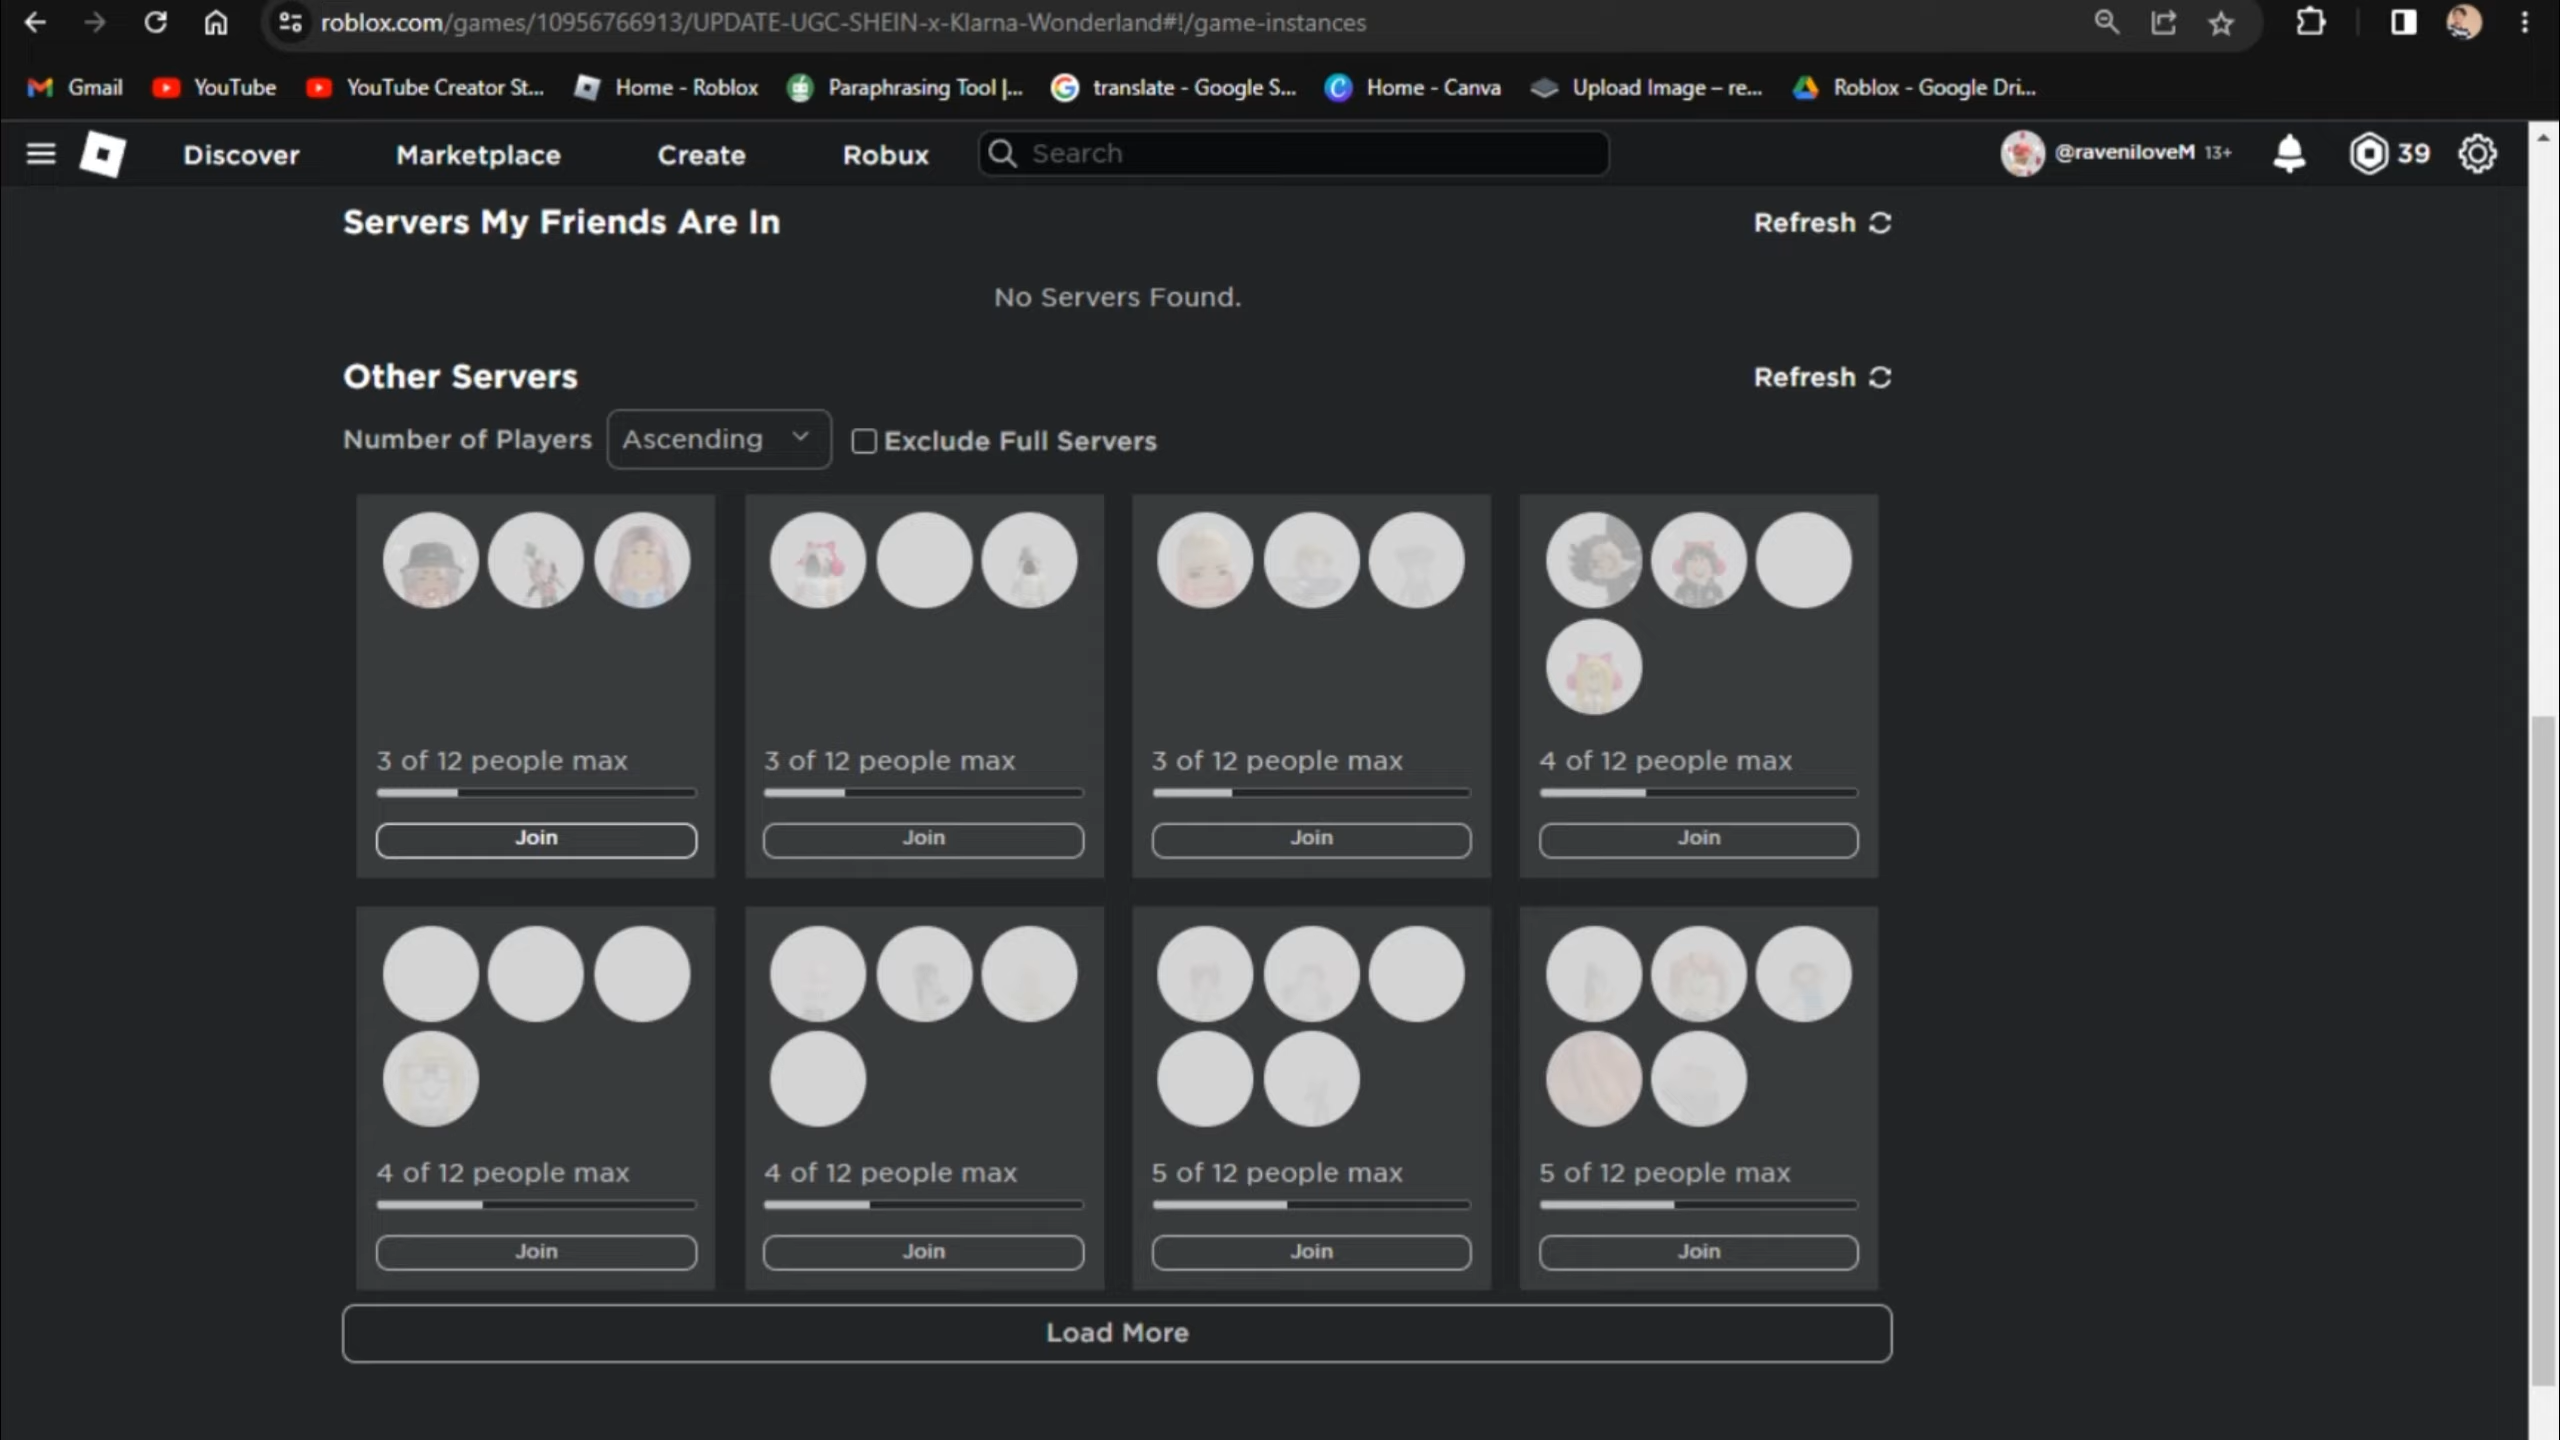 roblox.com/games/10956766913/UPDATE-UGC-SHEIN-x-Klarna-Wonderland#!/game-instances
Gmail YouTube YouTube Creator St... Home - Roblox Paraphrasing Tool |... translate - Google S... Home - Canva Upload Image – re... Roblox - Google Dri...
Discover Marketplace Create Robux Search @raveniloveM 13+ 39
Servers My Friends Are In Refresh
No Servers Found.
Other Servers Refresh
Number of Players Ascending Exclude Full Servers
3 of 12 people max 3 of 12 people max 3 of 12 people max 4 of 12 people max
Join Join Join Join
4 of 12 people max 4 of 12 people max 5 of 12 people max 5 of 12 people max
Join Join Join Join
Load More